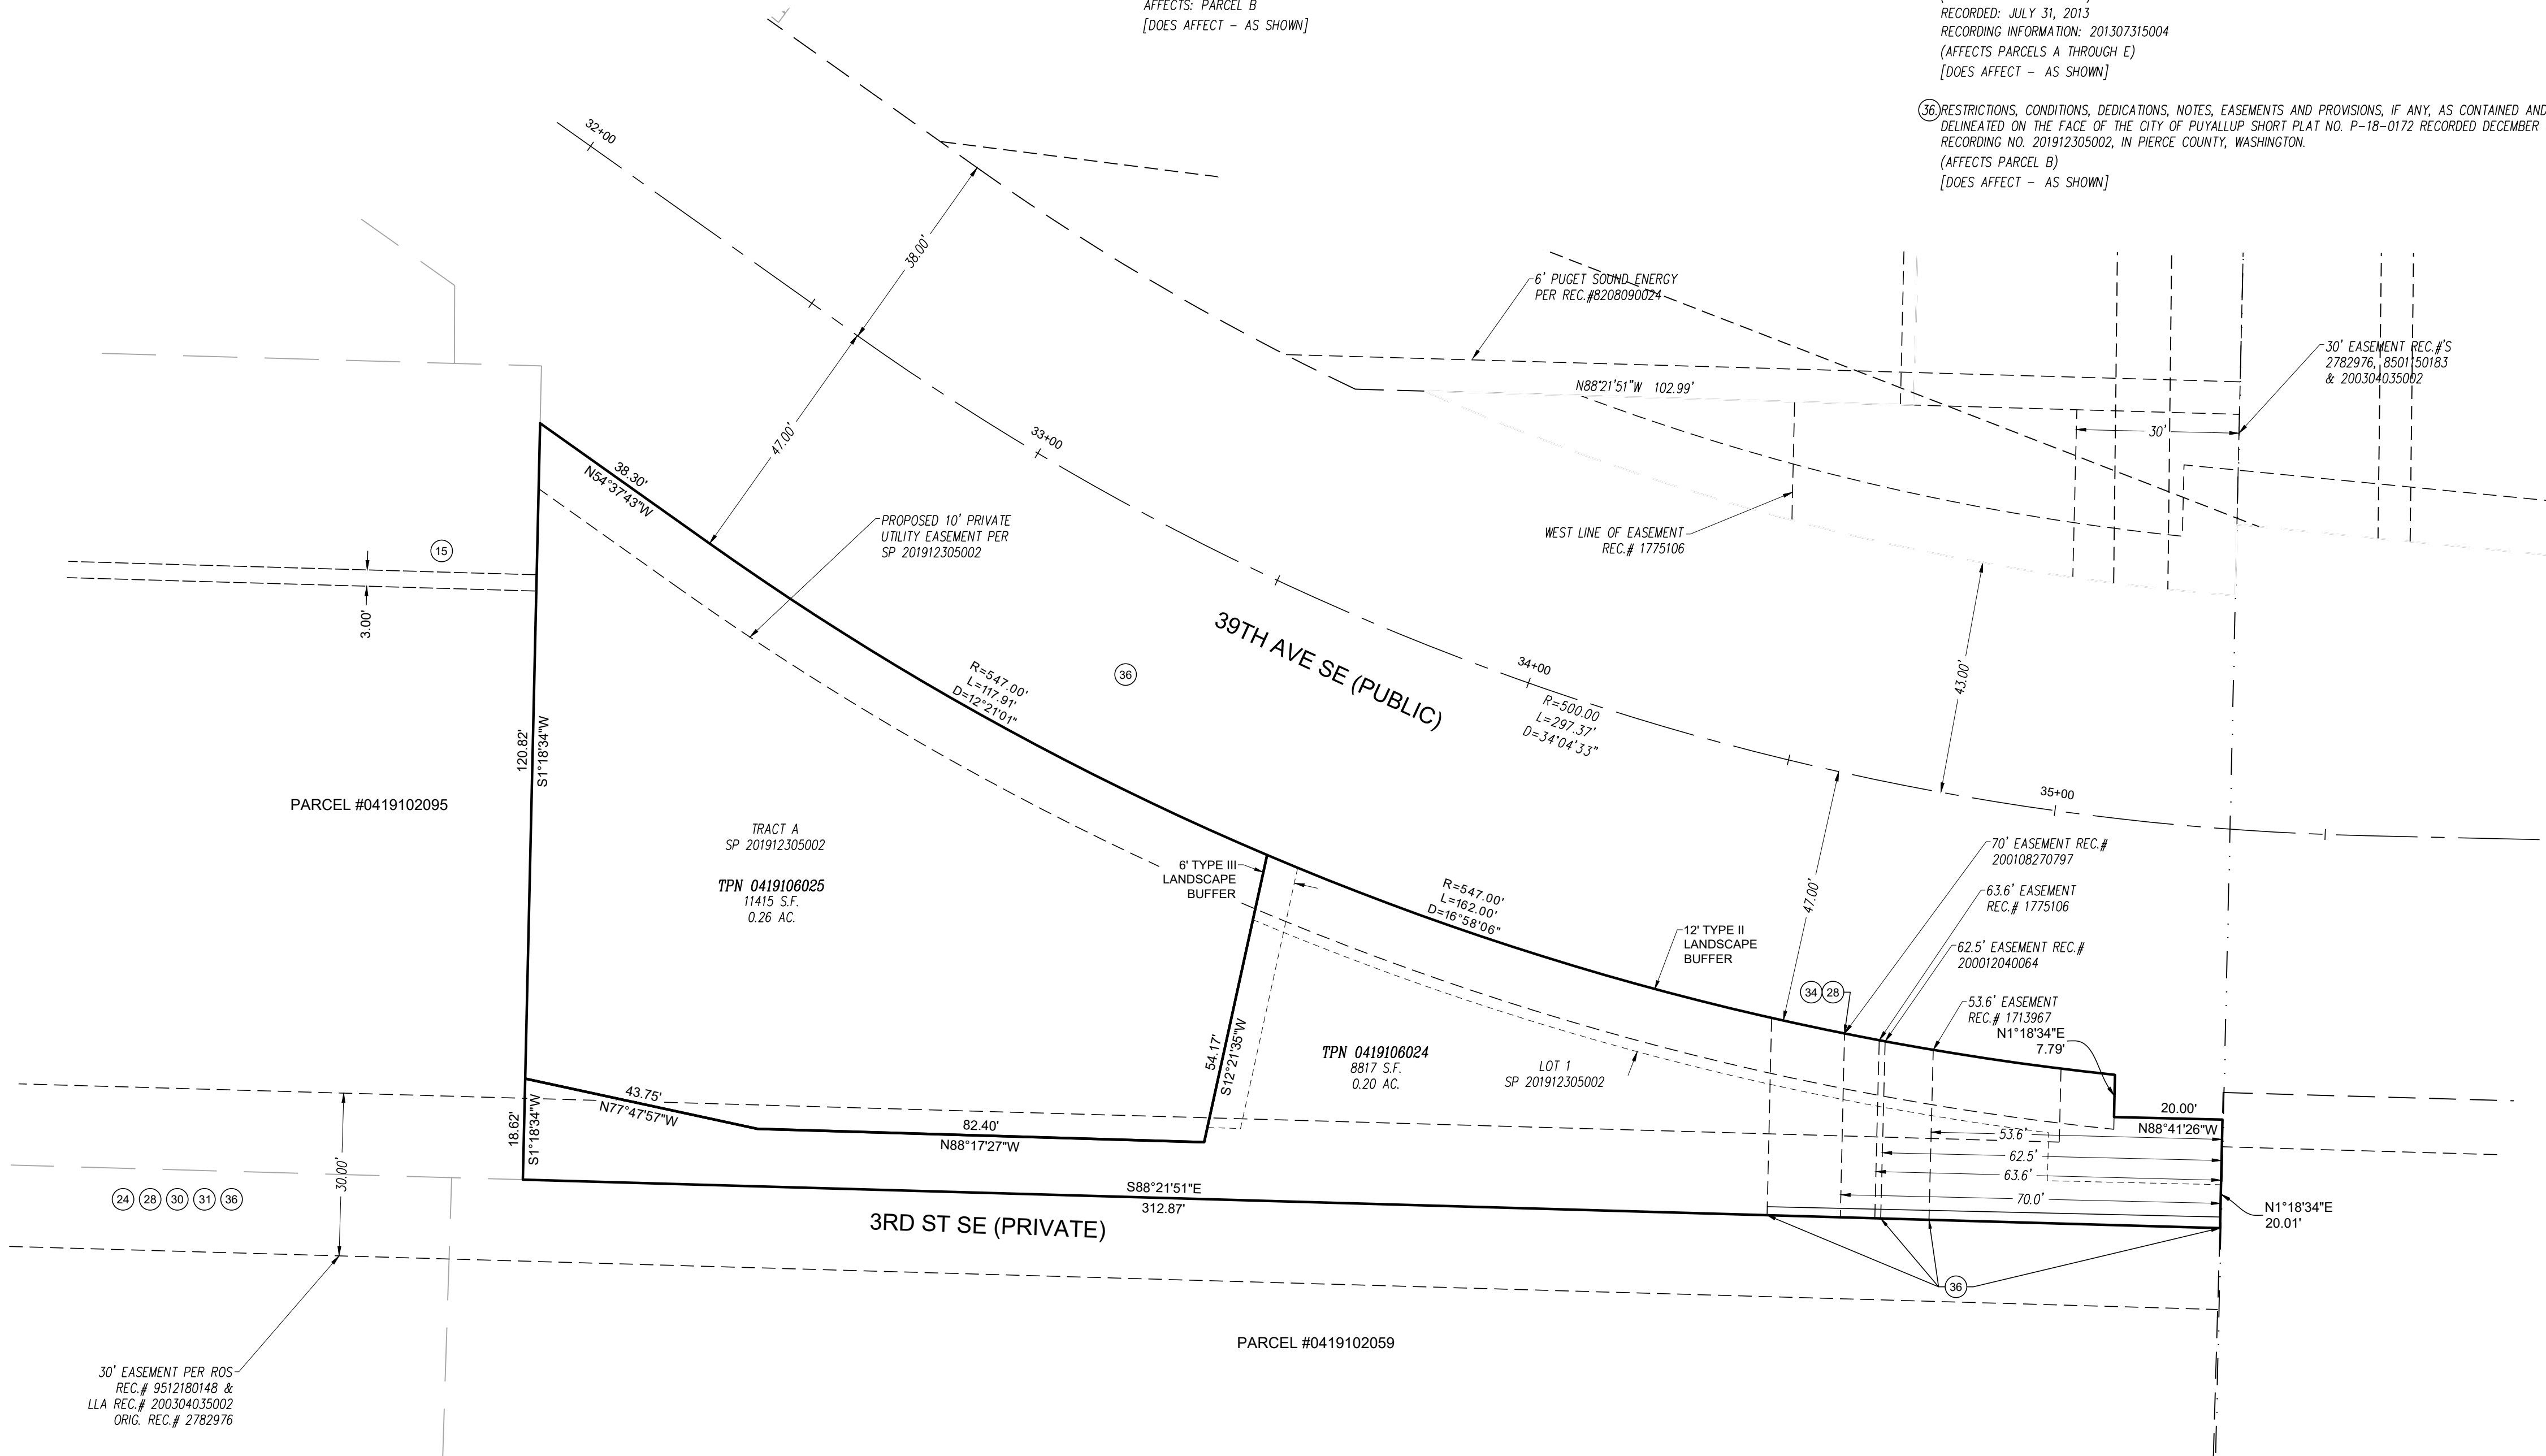 AFFECTS: PARCEL B
[DOES AFFECT - AS SHOWN]
RECORDED: JULY 31, 2013
RECORDING INFORMATION: 201307315004
(AFFECTS PARCELS A THROUGH E)
[DOES AFFECT - AS SHOWN]
36. RESTRICTIONS, CONDITIONS, DEDICATIONS, NOTES, EASEMENTS AND PROVISIONS, IF ANY, AS CONTAINED AND
DELINEATED ON THE FACE OF THE CITY OF PUYALLUP SHORT PLAT NO. P-18-0172 RECORDED DECEMBER
RECORDING NO. 201912305002, IN PIERCE COUNTY, WASHINGTON.
(AFFECTS PARCEL B)
[DOES AFFECT - AS SHOWN]
32+00
38.00'
47.00'
33+00
6' PUGET SOUND ENERGY
PER REC.#8208090024
N88°21'51"W 102.99'
30' EASEMENT REC.#'S
2782976, 8501150183
& 200304035002
30'
38.30'
N54°37'43"W
PROPOSED 10' PRIVATE
UTILITY EASEMENT PER
SP 201912305002
WEST LINE OF EASEMENT
REC.# 1775106
15
3.00'
36
R=547.00'
L=117.91'
D=12°21'01"
39TH AVE SE (PUBLIC)
34+00
R=500.00
L=297.37'
D=34°04'33"
43.00'
35+00
120.82'
S1°18'34"W
PARCEL #0419102095
TRACT A
SP 201912305002
TPN 0419106025
11415 S.F.
0.26 AC.
6' TYPE III
LANDSCAPE
BUFFER
R=547.00'
L=162.00'
D=16°58'06"
47.00'
70' EASEMENT REC.#
200108270797
63.6' EASEMENT
REC.# 1775106
12' TYPE II
LANDSCAPE
BUFFER
62.5' EASEMENT REC.#
200012040064
34 28
53.6' EASEMENT
REC.# 1713967
N1°18'34"E
7.79'
54.17'
S12°21'35"W
TPN 0419106024
8817 S.F.
0.20 AC.
LOT 1
SP 201912305002
43.75'
N77°47'57"W
18.62'
S1°18'34"W
82.40'
N88°17'27"W
20.00'
N88°41'26"W
53.6'
62.5'
63.6'
70.0'
30.00'
24 28 30 31 36
S88°21'51"E
312.87'
3RD ST SE (PRIVATE)
N1°18'34"E
20.01'
36
PARCEL #0419102059
30' EASEMENT PER ROS
REC.# 9512180148 &
LLA REC.# 200304035002
ORIG. REC.# 2782976